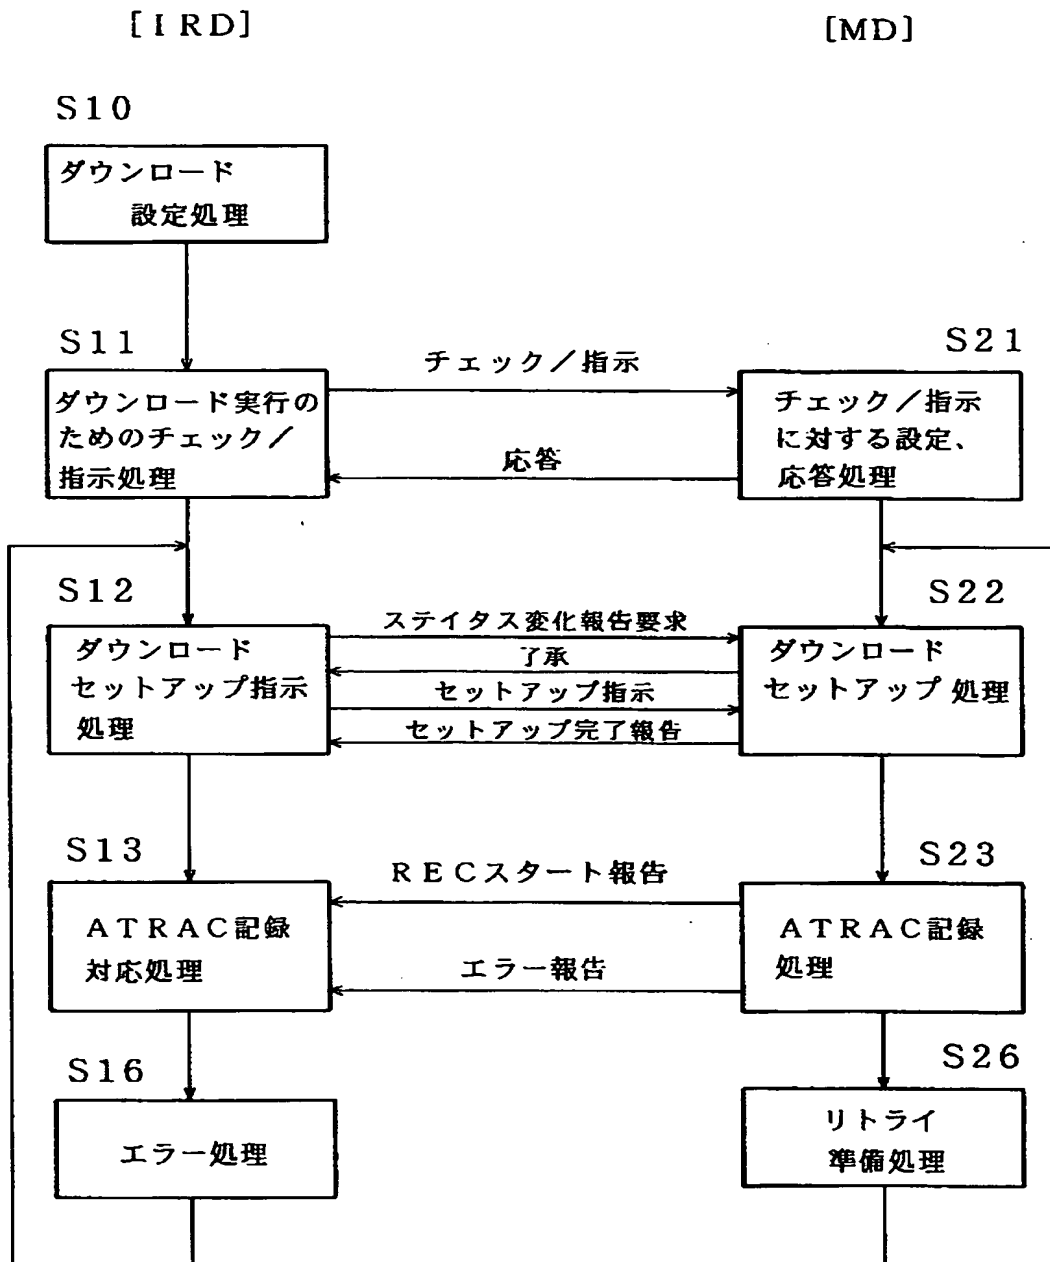 [ＩＲＤ]
[MD]
Ｓ１０
ダウンロード
設定処理
Ｓ１１
Ｓ２１
チェック／指示
ダウンロード実行の
ためのチェック／
指示処理
応答
チェック／指示
に対する設定、
応答処理
Ｓ１２
Ｓ２２
ステイタス変化報告要求
了承
セットアップ指示
セットアップ完了報告
ダウンロード
セットアップ指示
処理
ダウンロード
セットアップ処理
Ｓ１３
Ｓ２３
ＲＥＣスタート報告
エラー報告
ＡＴＲＡＣ記録
対応処理
ＡＴＲＡＣ記録
処理
Ｓ１６
Ｓ２６
エラー処理
リトライ
準備処理